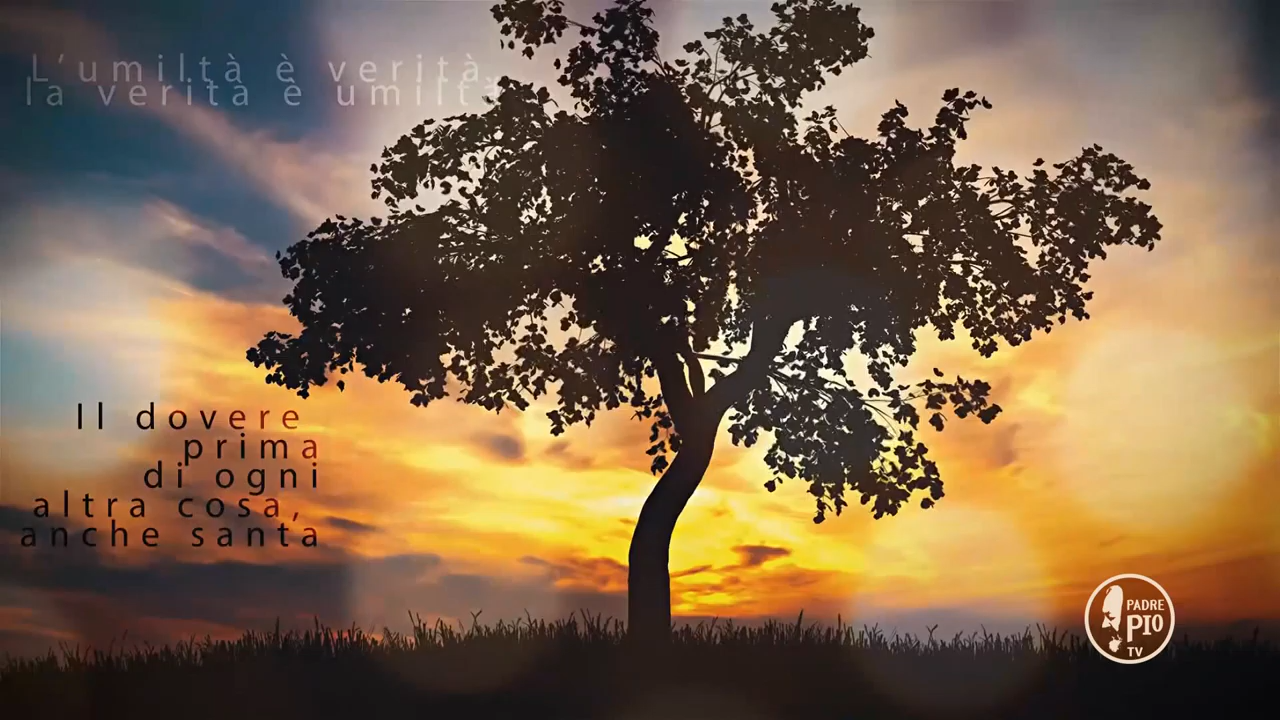 L'umiltà è verità,
la verità è umiltà
Il dovere
prima
di ogni
altra cosa,
anche santa
PADRE
PIO
TV